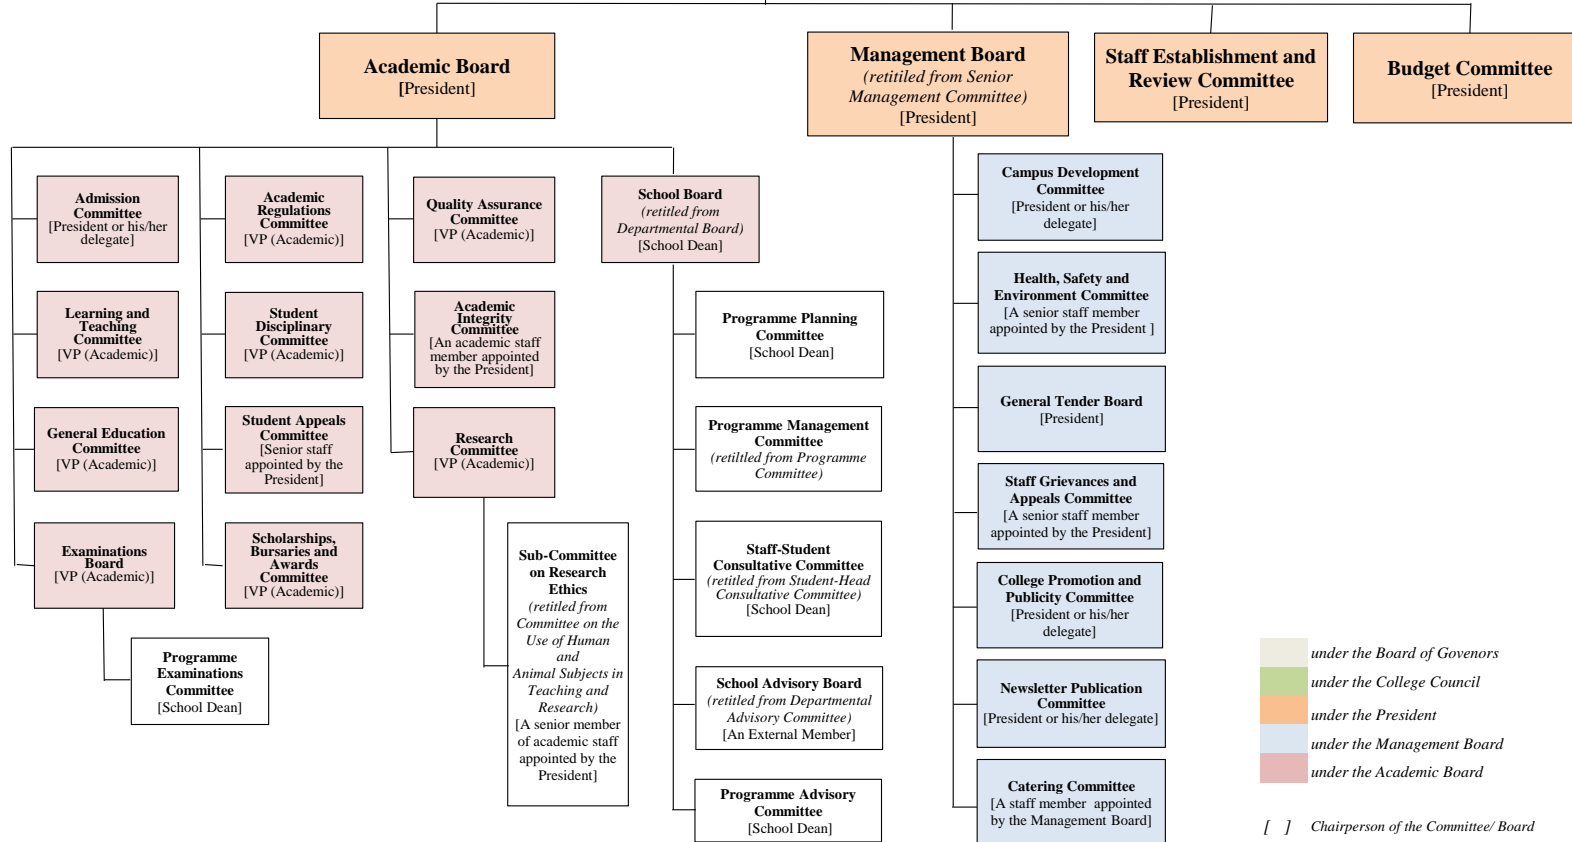 Academic Board
[President]
Management Board
(retitled from Senior
Management Committee)
[President]
Staff Establishment and
Review Committee
[President]
Budget Committee
[President]
Admission
Committee
[President or his/her
delegate]
Academic
Regulations
Committee
[VP (Academic)]
Quality Assurance
Committee
[VP (Academic)]
School Board
(retitled from
Departmental Board)
[School Dean]
Learning and
Teaching
Committee
[VP (Academic)]
Student
Disciplinary
Committee
[VP (Academic)]
Academic
Integrity
Committee
[An academic staff
member appointed
by the President]
General Education
Committee
[VP (Academic)]
Student Appeals
Committee
[Senior staff
appointed by the
President]
Research
Committee
[VP (Academic)]
Examinations
Board
[VP (Academic)]
Scholarships,
Bursaries and
Awards
Committee
[VP (Academic)]
Programme
Examinations
Committee
[School Dean]
Sub-Committee
on Research
Ethics
(retitled from
Committee on the
Use of Human
and
Animal Subjects in
Teaching and
Research)
[A senior member
of academic staff
appointed by the
President]
Programme Planning
Committee
[School Dean]
Programme Management
Committee
(retiltled from Programme
Committee)
Staff-Student
Consultative Committee
(retitled from Student-Head
Consultative Committee)
[School Dean]
School Advisory Board
(retitled from Departmental
Advisory Committee)
[An External Member]
Programme Advisory
Committee
[School Dean]
Campus Development
Committee
[President or his/her
delegate]
Health, Safety and
Environment Committee
[A senior staff member
appointed by the President ]
General Tender Board
[President]
Staff Grievances and
Appeals Committee
[A senior staff member
appointed by the President]
College Promotion and
Publicity Committee
[President or his/her
delegate]
Newsletter Publication
Committee
[President or his/her delegate]
Catering Committee
[A staff member appointed
by the Management Board]
under the Board of Govenors
under the College Council
under the President
under the Management Board
under the Academic Board
[ ] Chairperson of the Committee/ Board